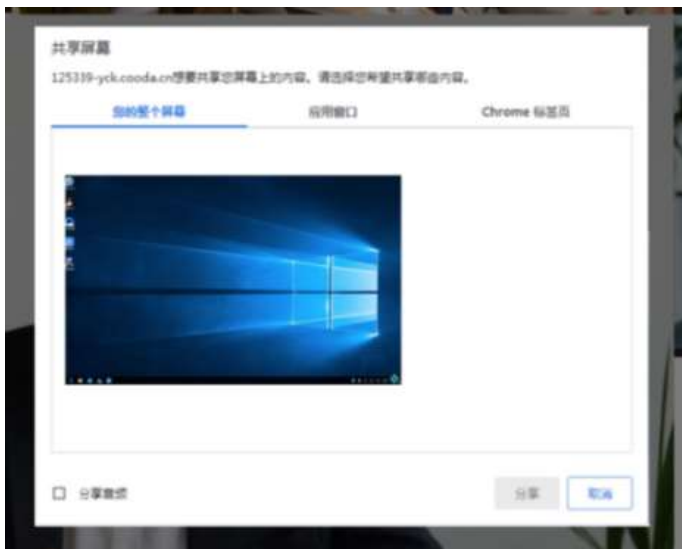 共享屏幕
125339-yck.cooda.cn想要共享您屏幕上的内容。请选择您希望共享哪些内容。
您的整个屏幕
应用窗口
Chrome 标签页
分享音频
分享
取消